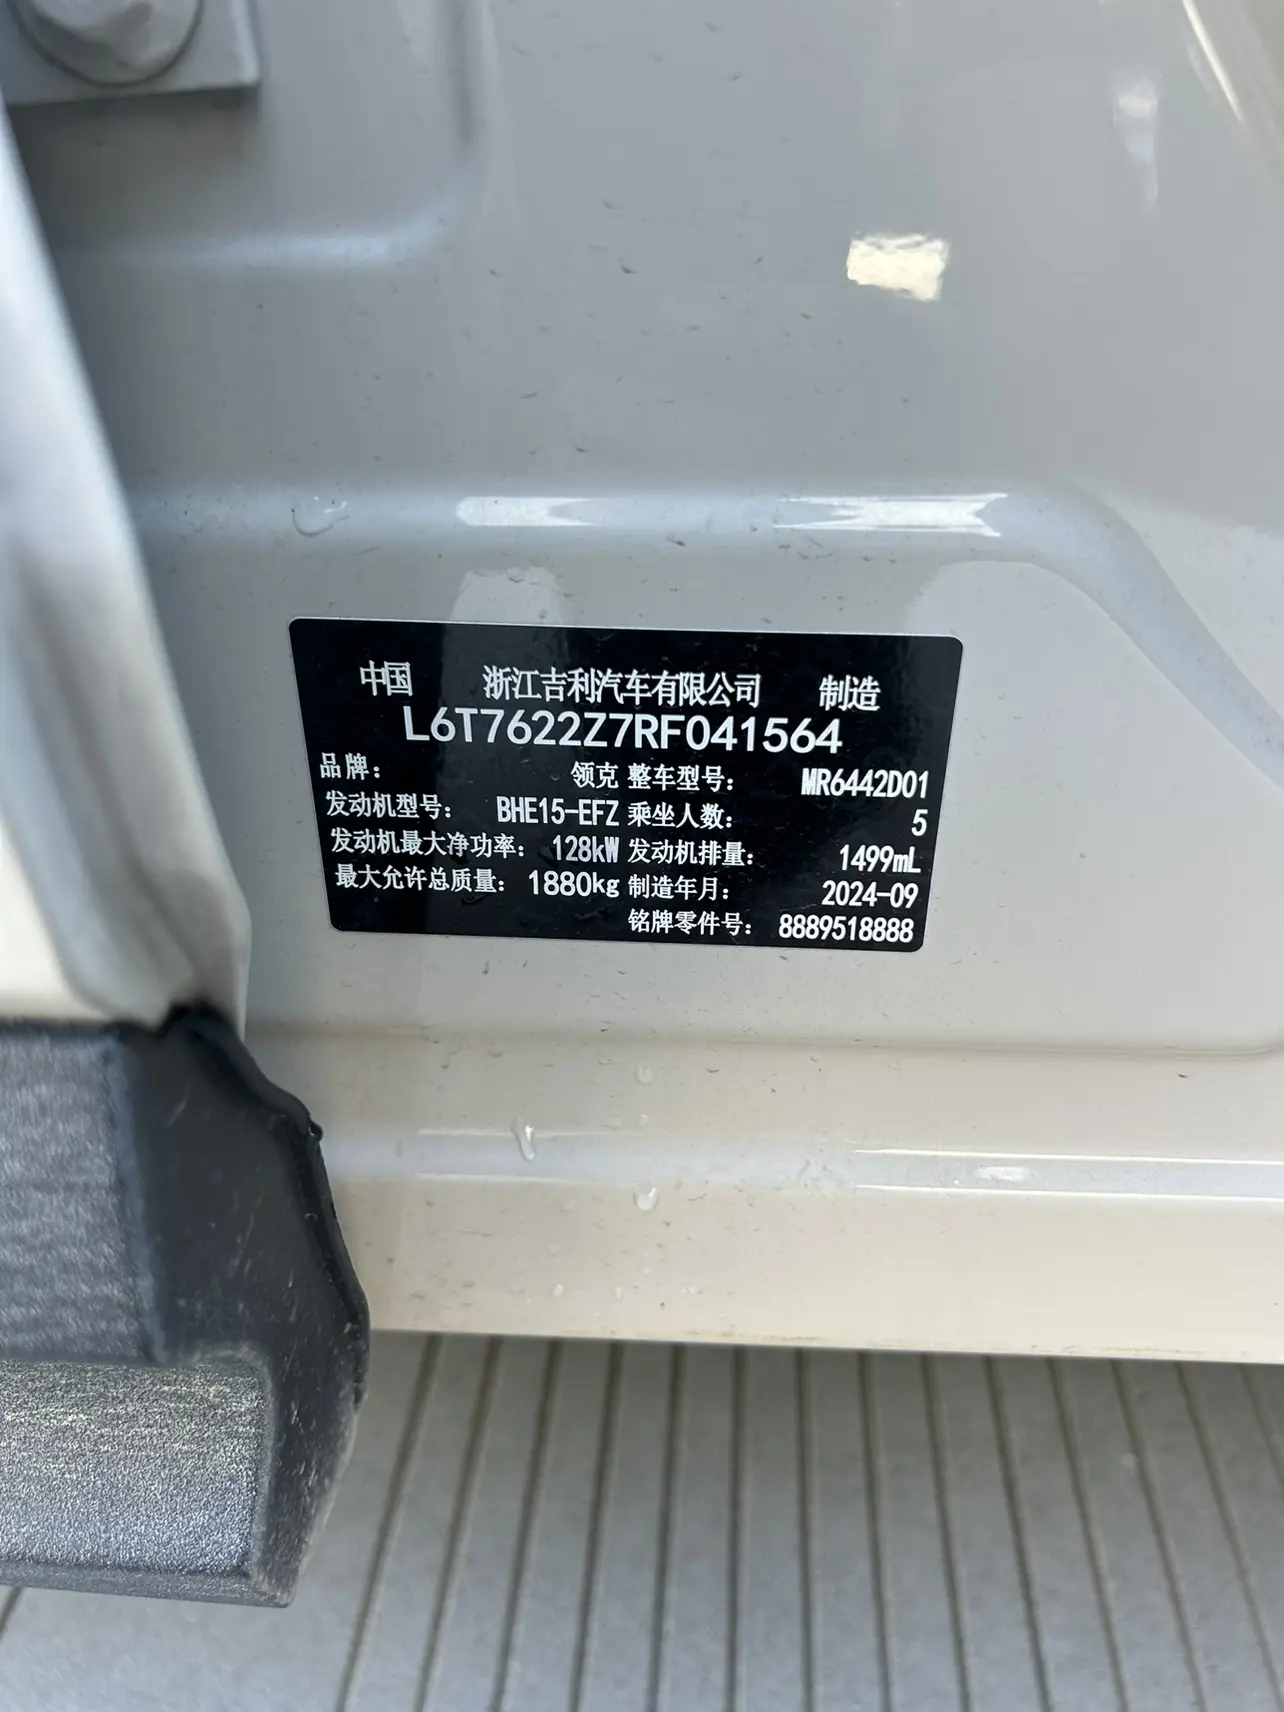 中国 浙江吉利汽车有限公司 制造
L6T7622Z7RF041564
品牌: 领克 整车型号: MR6442D01
发动机型号: BHE15-EFZ 乘坐人数: 5
发动机最大净功率: 128kW 发动机排量: 1499mL
最大允许总质量: 1880kg 制造年月: 2024-09
铭牌零件号: 8889518888